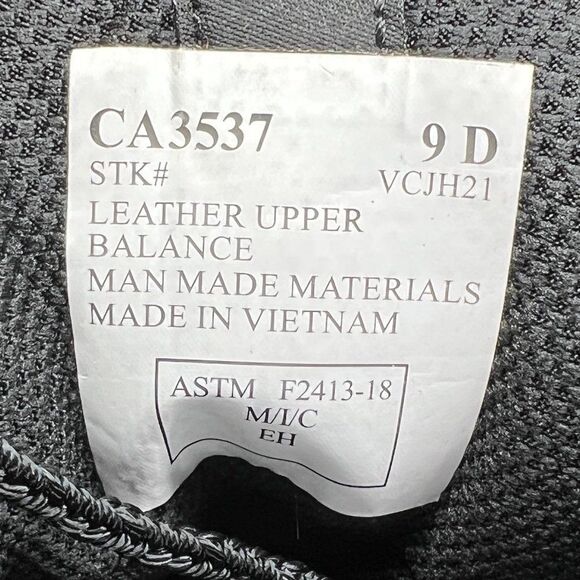 CA3537 9 D
STK# VCJH21
LEATHER UPPER
BALANCE
MAN MADE MATERIALS
MADE IN VIETNAM
ASTM F2413-18
M/I/C
EH